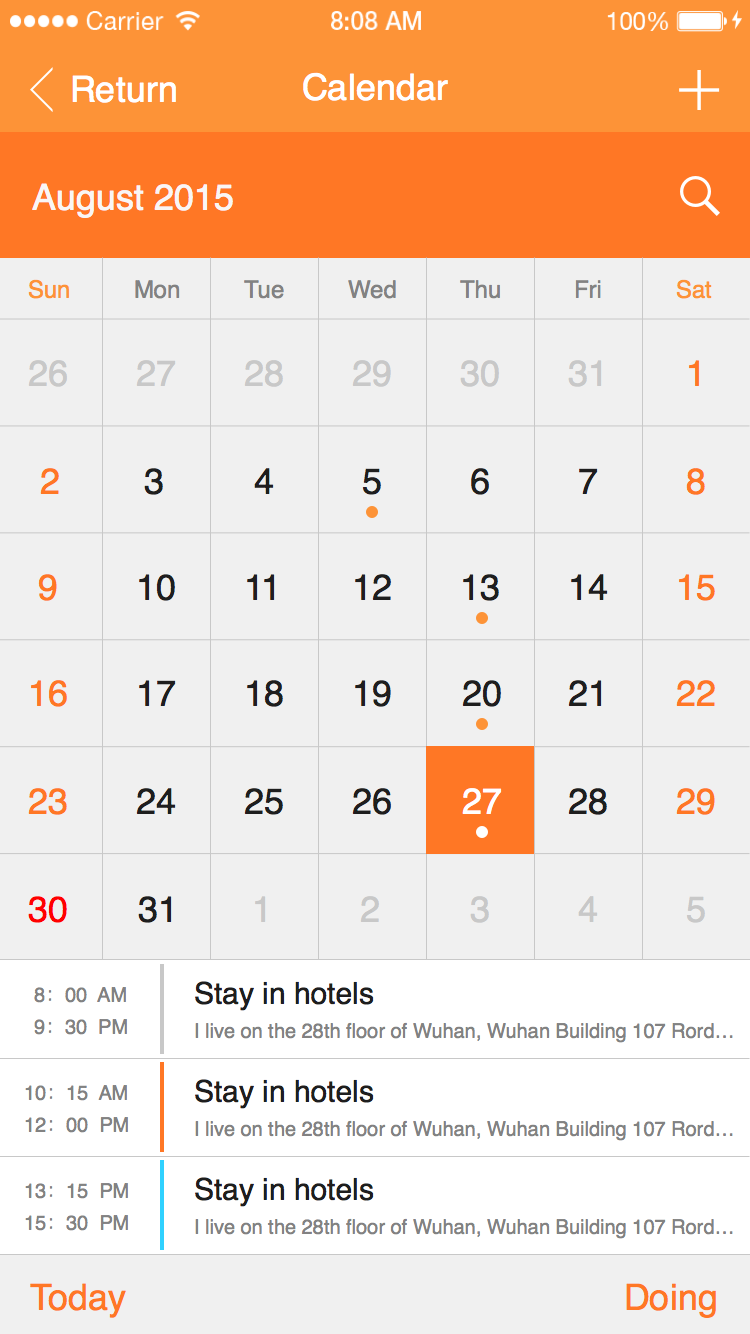 Carrier 8:08 AM 100%
Return Calendar
August 2015
Sun Mon Tue Wed Thu Fri Sat
26 27 28 29 30 31 1
2 3 4 5 6 7 8
9 10 11 12 13 14 15
16 17 18 19 20 21 22
23 24 25 26 27 28 29
30 31 1 2 3 4 5
8: 00 AM Stay in hotels
9: 30 PM I live on the 28th floor of Wuhan, Wuhan Building 107 Rord...
10: 15 AM Stay in hotels
12: 00 PM I live on the 28th floor of Wuhan, Wuhan Building 107 Rord...
13: 15 PM Stay in hotels
15: 30 PM I live on the 28th floor of Wuhan, Wuhan Building 107 Rord...
Today Doing